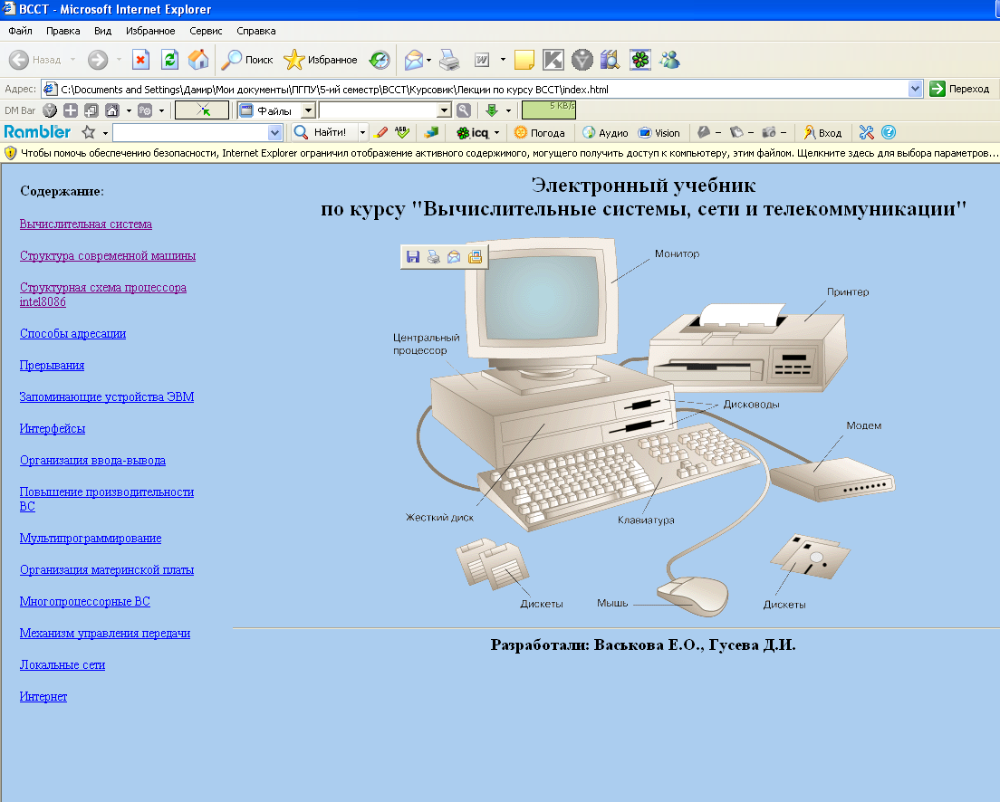 BCCT - Microsoft Internet Explorer
Файл Правка Вид Избранное Сервис Справка
Назад Поиск Избранное
Адрес: C:\Documents and Settings\Дамир\Мои документы\ПГПУ\5-ий семестр\ВССТ\Курсовик\Лекции по курсу ВССТ\index.html Переход
DM Bar Файлы 5 KB/s
Rambler Найти! ABG icq Погода Аудио Vision Вход
Чтобы помочь обеспечению безопасности, Internet Explorer ограничил отображение активного содержимого, могущего получить доступ к компьютеру, этим файлом. Щелкните здесь для выбора параметров...
Содержание:
Вычислительная система
Структура современной машины
Структурная схема процессора
intel8086
Способы адресации
Прерывания
Запоминающие устройства ЭВМ
Интерфейсы
Организация ввода-вывода
Повышение производительности
ВС
Мультипрограммирование
Организация материнской платы
Многопроцессорные ВС
Механизм управления передачи
Локальные сети
Интернет
Электронный учебник
по курсу "Вычислительные системы, сети и телекоммуникации"
Монитор
Принтер
Центральный
процессор
Дисководы
Модем
Жесткий диск
Клавиатура
Дискеты
Мышь
Дискеты
Разработали: Васькова Е.О., Гусева Д.И.